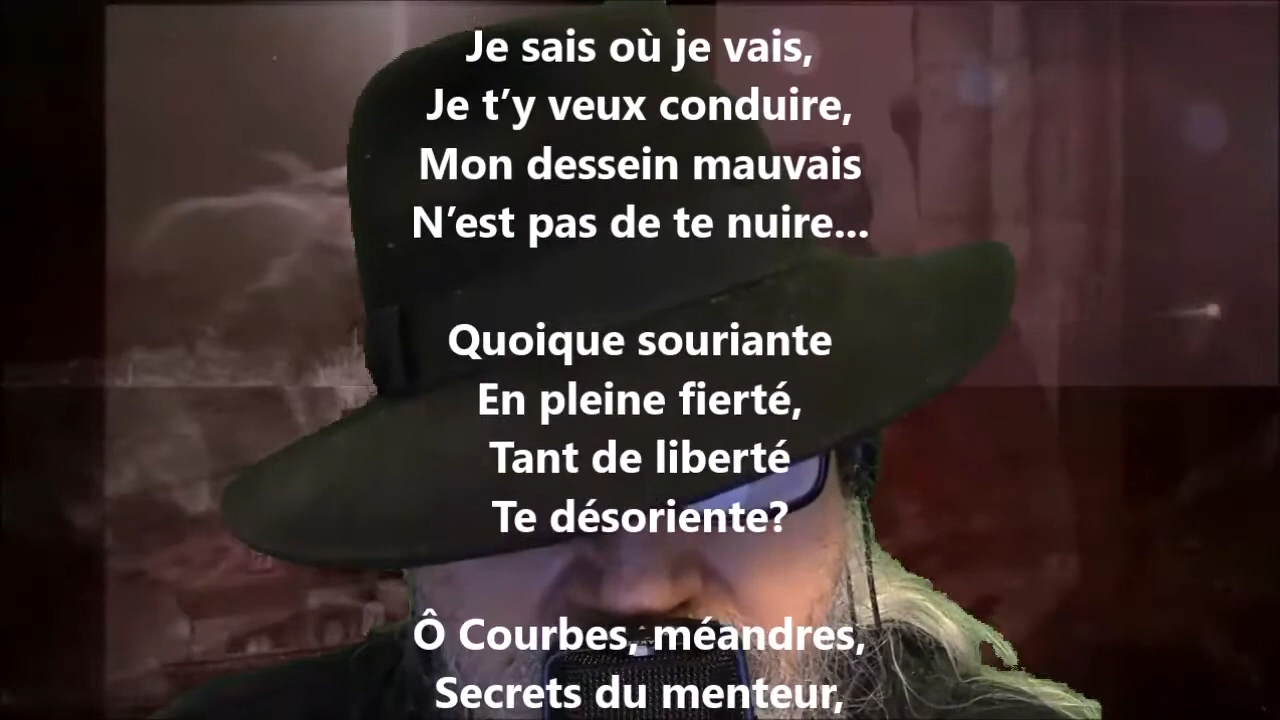 Je sais où je vais,
Je t’y veux conduire,
Mon dessein mauvais
N’est pas de te nuire...
Quoique souriante
En pleine fierté,
Tant de liberté
Te désoriente?
Ô Courbes, méandres,
Secrets du menteur,